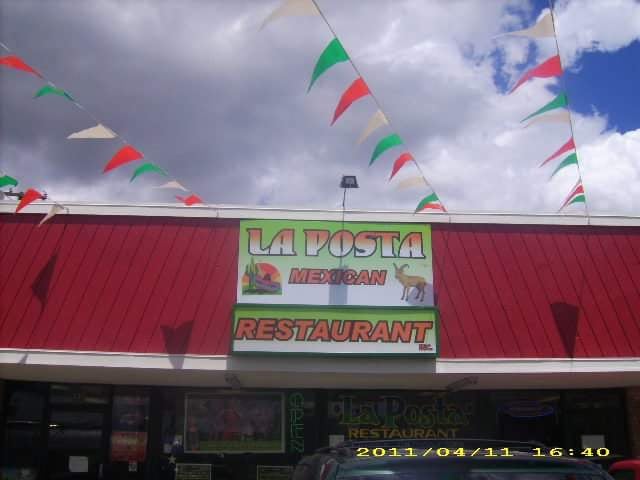 LA POSTA
MEXICAN
RESTAURANT
INC.
OPEN
La Posta
RESTAURANT
2011/04/11 16:40